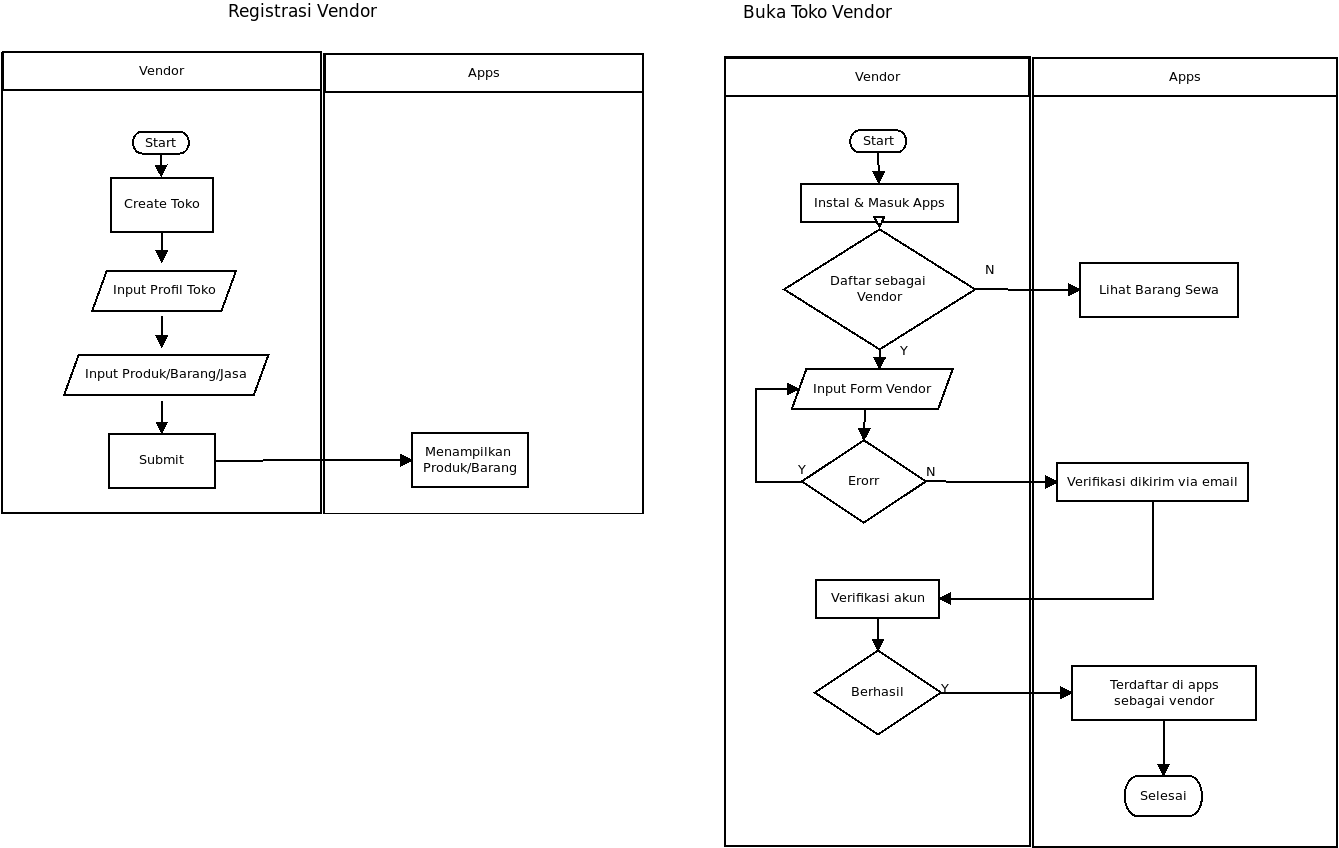 Registrasi Vendor
Vendor
Apps
Start
Create Toko
Input Profil Toko
Input Produk/Barang/Jasa
Submit
Menampilkan
Produk/Barang
Buka Toko Vendor
Vendor
Apps
Start
Instal & Masuk Apps
Daftar sebagai
Vendor
N
Lihat Barang Sewa
Y
Input Form Vendor
Y
Erorr
N
Verifikasi dikirim via email
Verifikasi akun
Berhasil
Y
Terdaftar di apps
sebagai vendor
Selesai